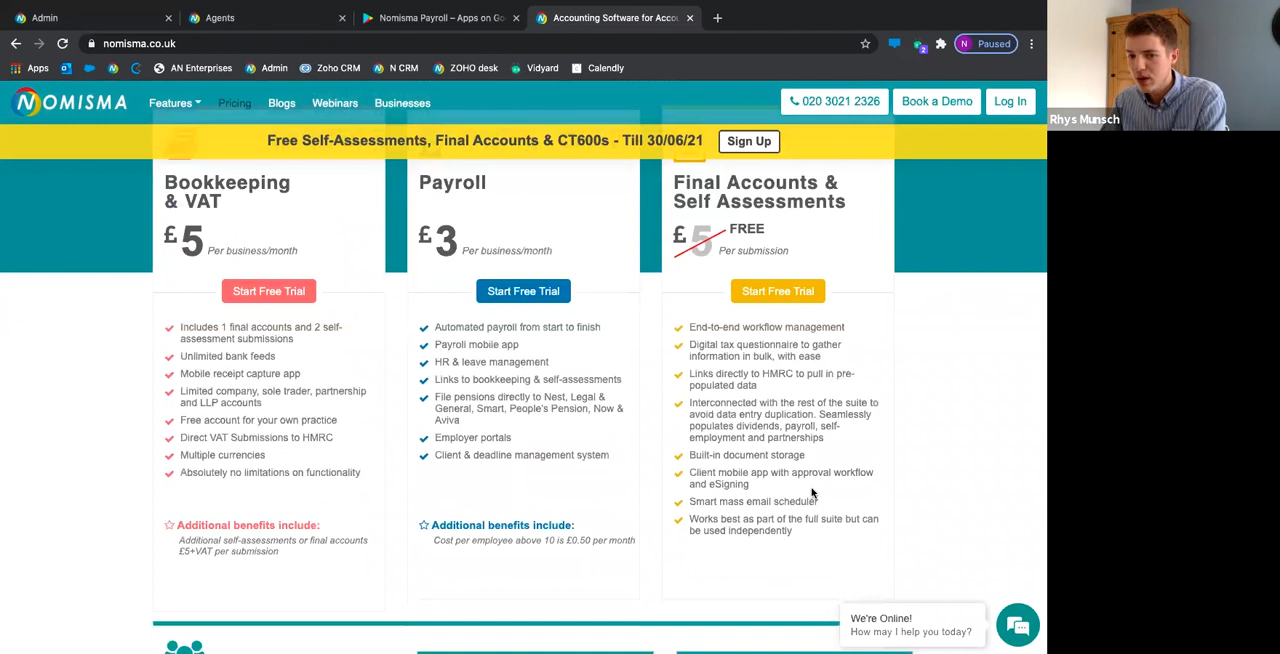 Admin
Agents
Nomisma Payroll – Apps on Go
Accounting Software for Accou
nomisma.co.uk
2
N Paused
Apps
AN Enterprises
Admin
Zoho CRM
N CRM
ZOHO desk
Vidyard
Calendly
NOMISMA
Features
Pricing
Blogs
Webinars
Businesses
020 3021 2326
Book a Demo
Log In
Rhys Munsch
Free Self-Assessments, Final Accounts & CT600s - Till 30/06/21
Sign Up
Bookkeeping
& VAT
£5 Per business/month
Start Free Trial
Includes 1 final accounts and 2 self-
assessment submissions
Unlimited bank feeds
Mobile receipt capture app
Limited company, sole trader, partnership
and LLP accounts
Free account for your own practice
Direct VAT Submissions to HMRC
Multiple currencies
Absolutely no limitations on functionality
Additional benefits include:
Additional self-assessments or final accounts
£5+VAT per submission
Payroll
£3 Per business/month
Start Free Trial
Automated payroll from start to finish
Payroll mobile app
HR & leave management
Links to bookkeeping & self-assessments
File pensions directly to Nest, Legal &
General, Smart, People's Pension, Now &
Aviva
Employer portals
Client & deadline management system
Additional benefits include:
Cost per employee above 10 is £0.50 per month
Final Accounts &
Self Assessments
£5 FREE
Per submission
Start Free Trial
End-to-end workflow management
Digital tax questionnaire to gather
information in bulk, with ease
Links directly to HMRC to pull in pre-
populated data
Interconnected with the rest of the suite to
avoid data entry duplication. Seamlessly
populates dividends, payroll, self-
employment and partnerships
Built-in document storage
Client mobile app with approval workflow
and eSigning
Smart mass email scheduler
Works best as part of the full suite but can
be used independently
We're Online!
How may I help you today?